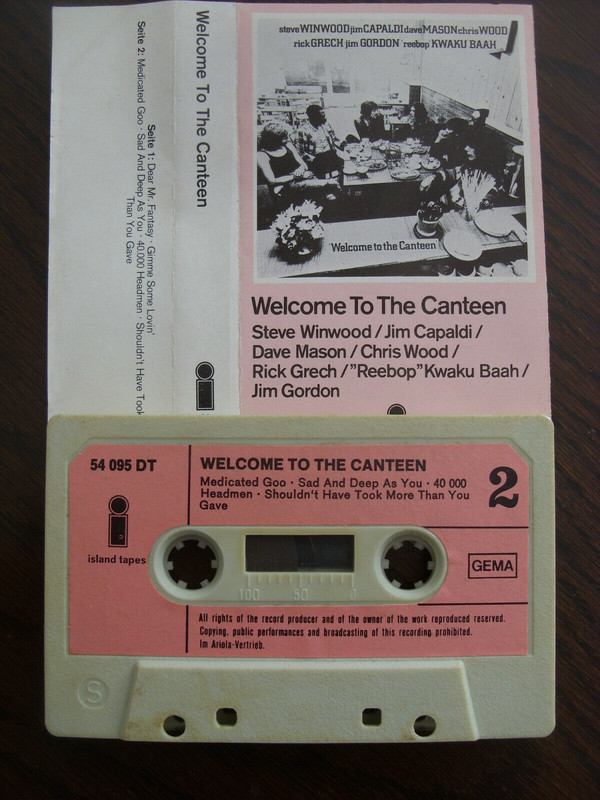 steve WINWOOD jim CAPALDI dave MASON chris WOOD
rick GRECH jim GORDON "reebop" KWAKU BAAH
Welcome to the Canteen
Welcome To The Canteen
Steve Winwood / Jim Capaldi /
Dave Mason / Chris Wood /
Rick Grech / "Reebop" Kwaku Baah /
Jim Gordon
Welcome To The Canteen
Seite 1: Dear Mr. Fantasy · Gimme Some Lovin'
Seite 2: Medicated Goo · Sad And Deep As You · 40 000 Headmen · Shouldn't Have Took
Than You Gave
54 095 DT
island tapes
WELCOME TO THE CANTEEN
Medicated Goo · Sad And Deep As You · 40 000
Headmen · Shouldn't Have Took More Than You
Gave
2
GEMA
100 50 0
All rights of the record producer and of the owner of the work reproduced reserved.
Copying, public performances and broadcasting of this recording prohibited.
Im Ariola-Vertrieb.
S